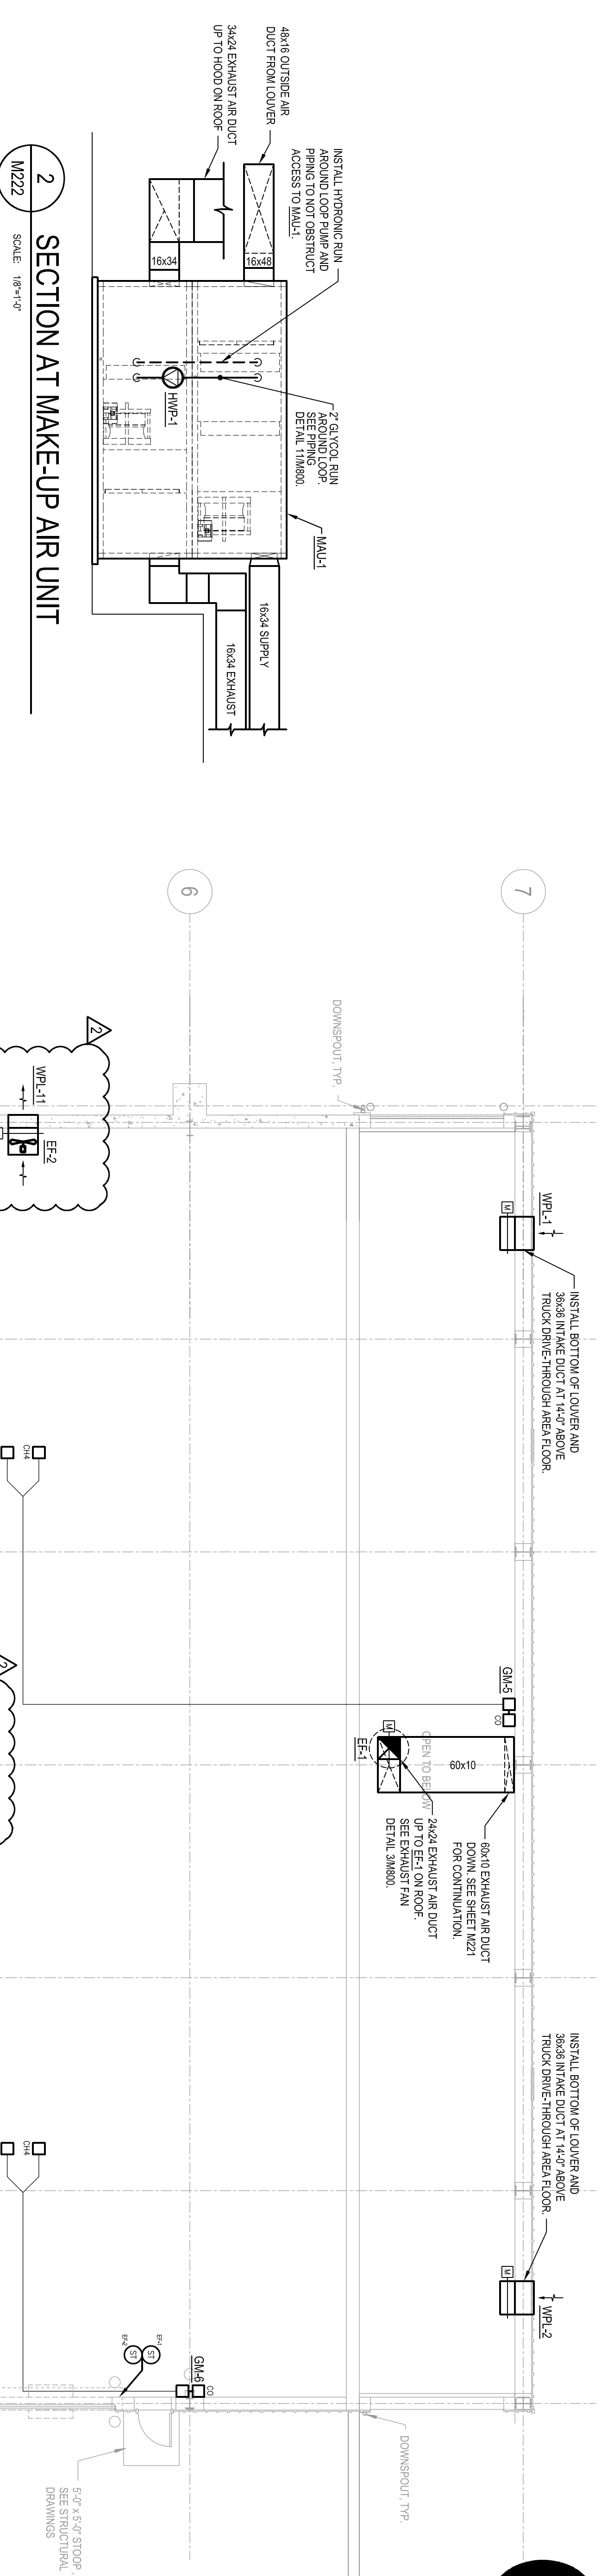 48x16 OUTSIDE AIR
DUCT FROM LOUVER
34x24 EXHAUST AIR DUCT
UP TO HOOD ON ROOF
INSTALL HYDRONIC RUN
AROUND LOOP PUMP AND
PIPING TO NOT OBSTRUCT
ACCESS TO MAU-1.
16x48
16x34
2" GLYCOL RUN
AROUND LOOP.
SEE PIPING
DETAIL 11/M800.
HWP-1
MAU-1
16x34 SUPPLY
16x34 EXHAUST
2
M222
SECTION AT MAKE-UP AIR UNIT
SCALE: 1/8"=1'-0"
7
6
DOWNSPOUT, TYP.
2
WPL-11
EF-2
WPL-1
M
INSTALL BOTTOM OF LOUVER AND
36x36 INTAKE DUCT AT 14'-0" ABOVE
TRUCK DRIVE-THROUGH AREA FLOOR.
CH4
GM-5
CO
2
M
EF-1
OPEN TO BELOW
60x10
60x10 EXHAUST AIR DUCT
DOWN. SEE SHEET M221
FOR CONTINUATION.
24x24 EXHAUST AIR DUCT
UP TO EF-1 ON ROOF.
SEE EXHAUST FAN
DETAIL 3/M800.
INSTALL BOTTOM OF LOUVER AND
36x36 INTAKE DUCT AT 14'-0" ABOVE
TRUCK DRIVE-THROUGH AREA FLOOR.
M
WPL-2
CH4
EF-1
ST
EF-2
ST
GM-6
CO
DOWNSPOUT, TYP.
5'-0" x 5'-0" STOOP,
SEE STRUCTURAL
DRAWINGS